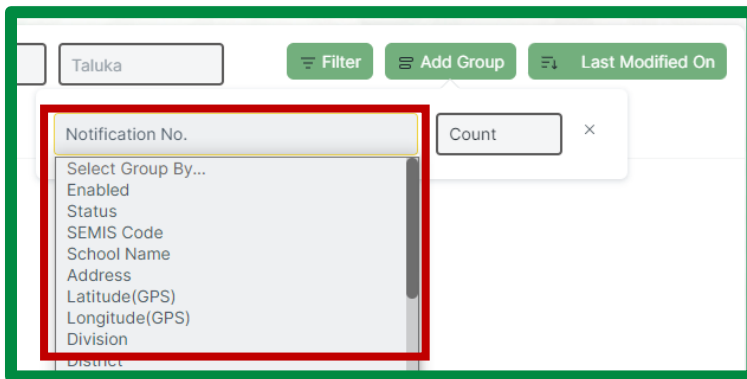 Taluka
Filter
Add Group
Last Modified On
Notification No.
Count
Select Group By...
Enabled
Status
SEMIS Code
School Name
Address
Latitude(GPS)
Longitude(GPS)
Division
District